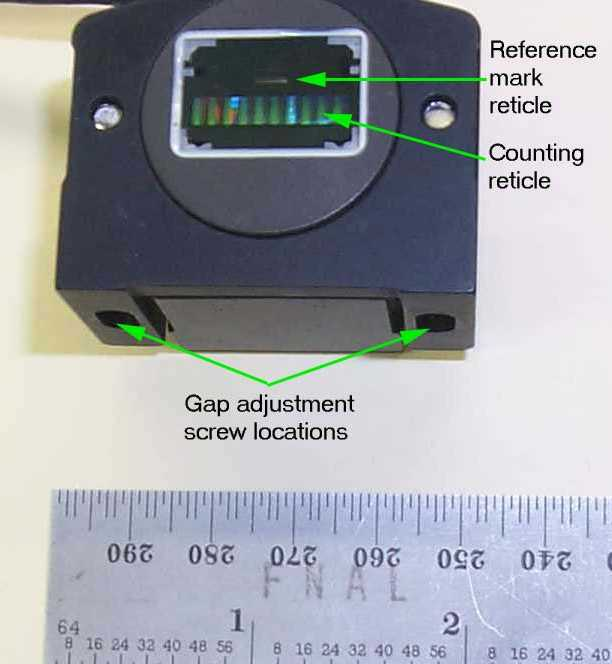 Reference
mark
reticle
Counting
reticle
Gap adjustment
screw locations
290 280 270 260 250 240
F N A L
1 2
64
8 16 24 32 40 48 56 8 16 24 32 40 48 56 8 16 24 32 40